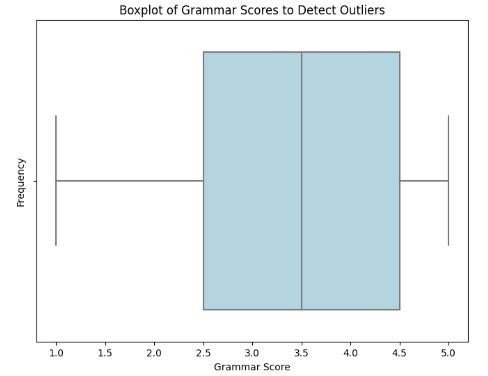 Boxplot of Grammar Scores to Detect Outliers
Frequency
1.0 1.5 2.0 2.5 3.0 3.5 4.0 4.5 5.0
Grammar Score